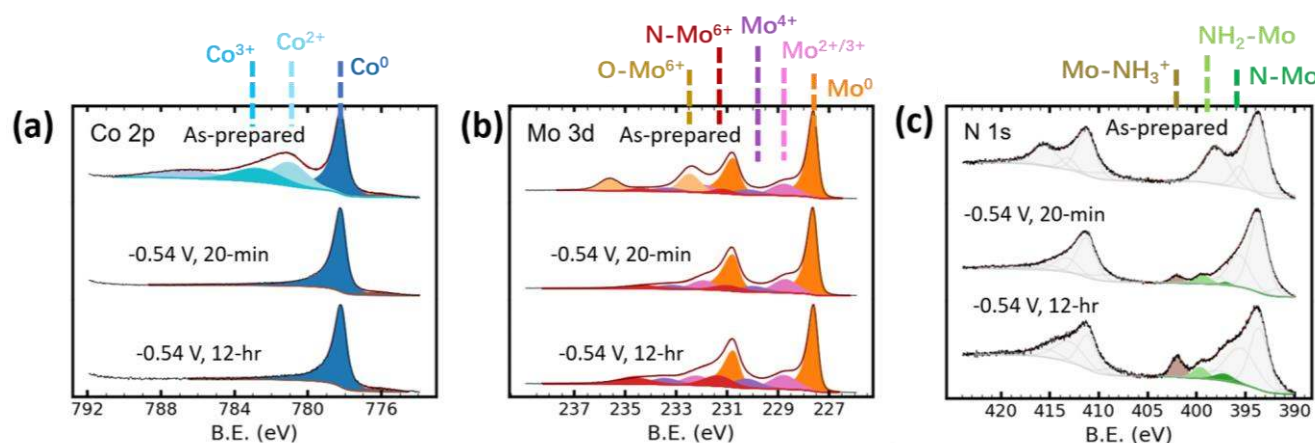 (a)
Co³⁺
Co²⁺
Co⁰
Co 2p
As-prepared
-0.54 V, 20-min
-0.54 V, 12-hr
792 788 784 780 776
B.E. (eV)
(b)
O-Mo⁶⁺
N-Mo⁶⁺
Mo⁴⁺
Mo²⁺/³⁺
Mo⁰
Mo 3d
As-prepared
-0.54 V, 20-min
-0.54 V, 12-hr
237 235 233 231 229 227
B.E. (eV)
(c)
Mo-NH₃⁺
NH₂-Mo
N-Mo
N 1s
As-prepared
-0.54 V, 20-min
-0.54 V, 12-hr
420 415 410 405 400 395 390 388
B.E. (eV)